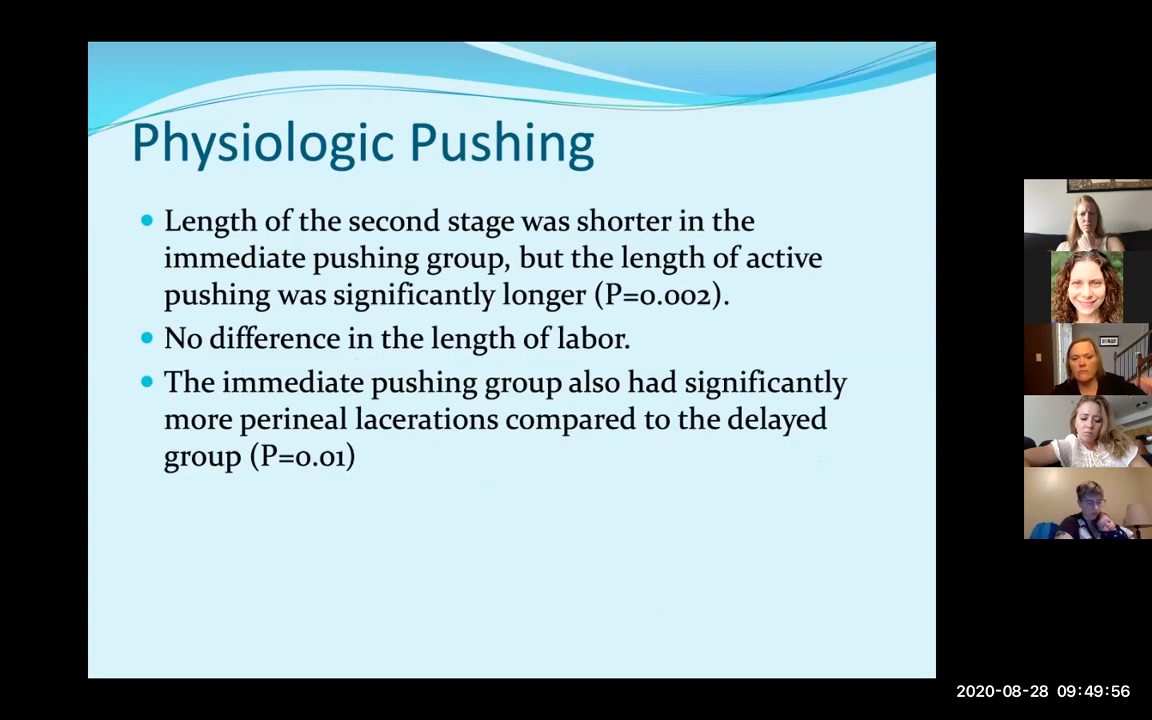 Physiologic Pushing
Length of the second stage was shorter in the
immediate pushing group, but the length of active
pushing was significantly longer (P=0.002).
No difference in the length of labor.
The immediate pushing group also had significantly
more perineal lacerations compared to the delayed
group (P=0.01)
2020-08-28 09:49:56